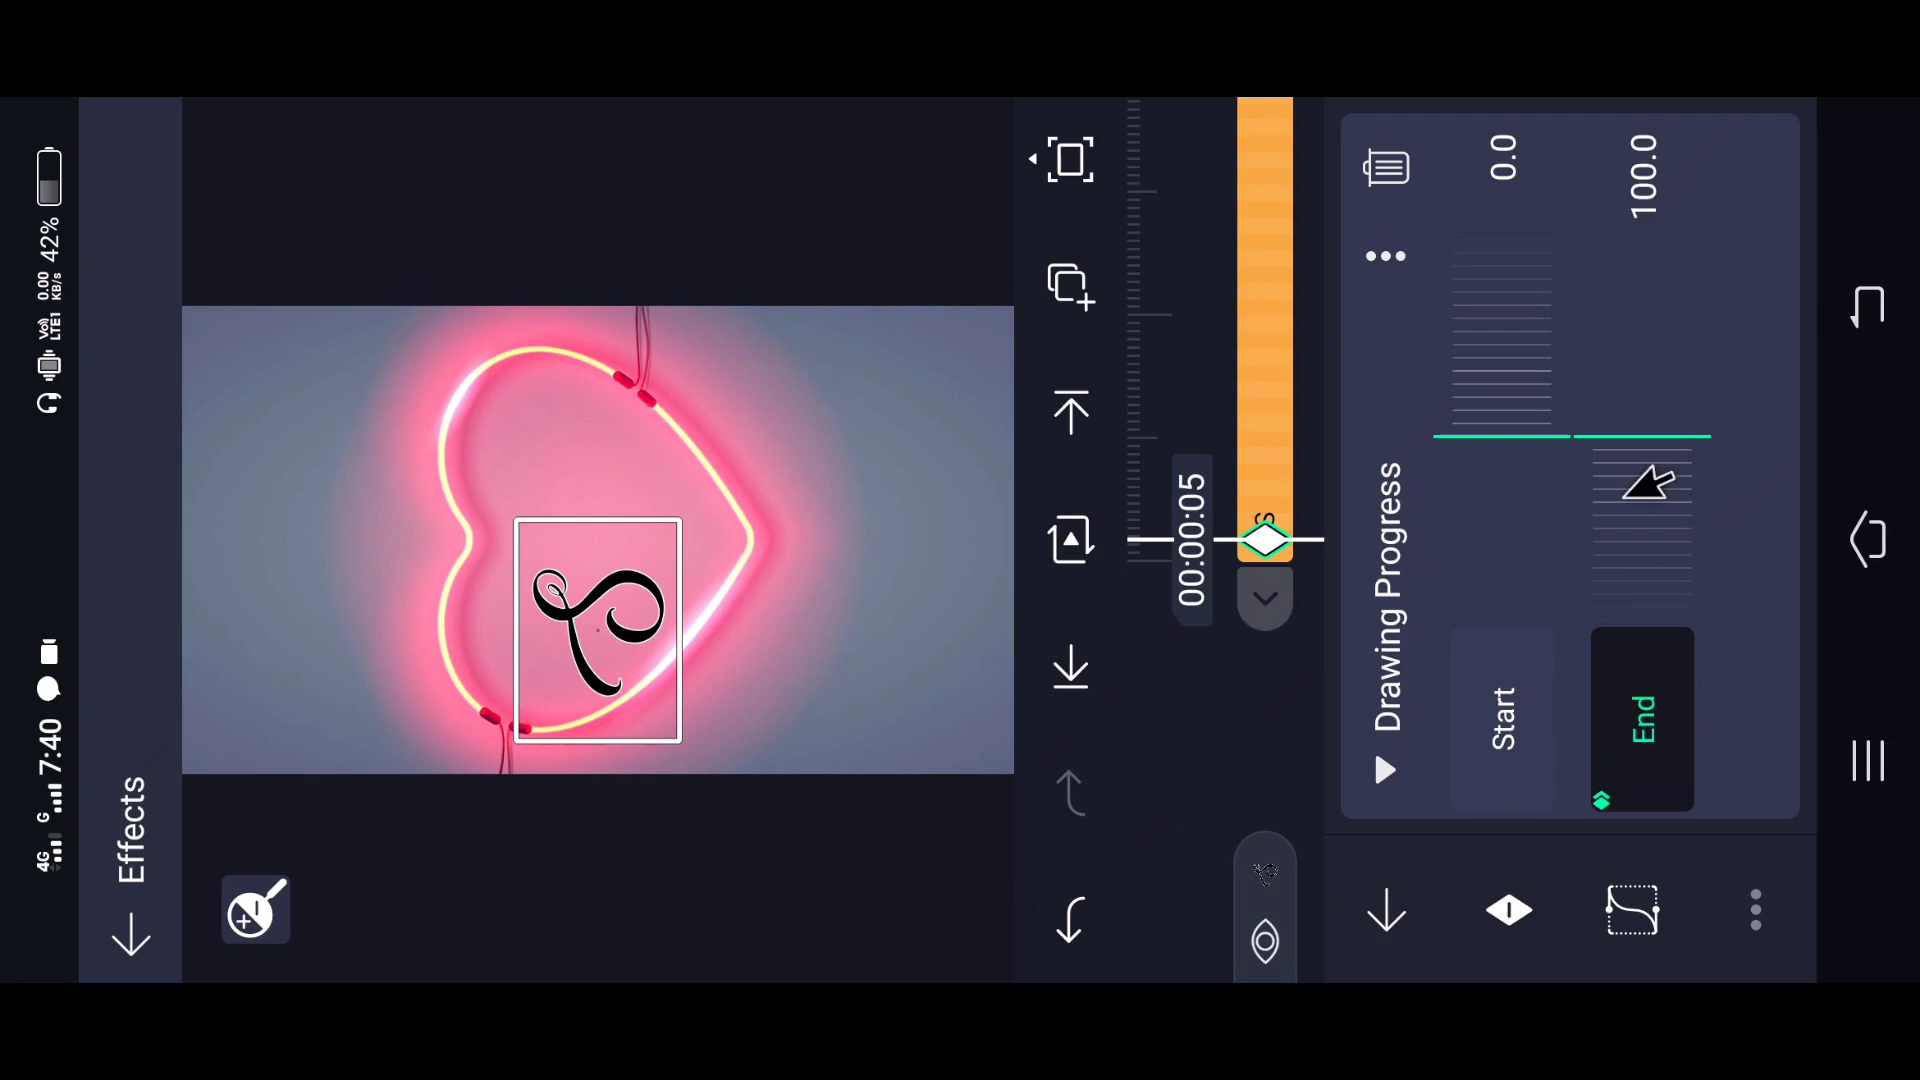 4G G 7:40 Vo) LTE1 0.00 KB/s 42%
Effects
00:00:05
S
Drawing Progress
Start 0.0
End 100.0